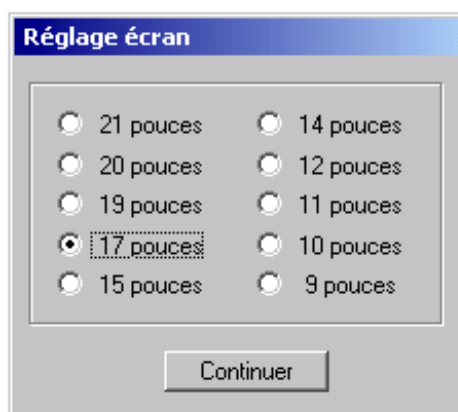 Réglage écran
21 pouces
20 pouces
19 pouces
17 pouces
15 pouces
14 pouces
12 pouces
11 pouces
10 pouces
9 pouces
Continuer